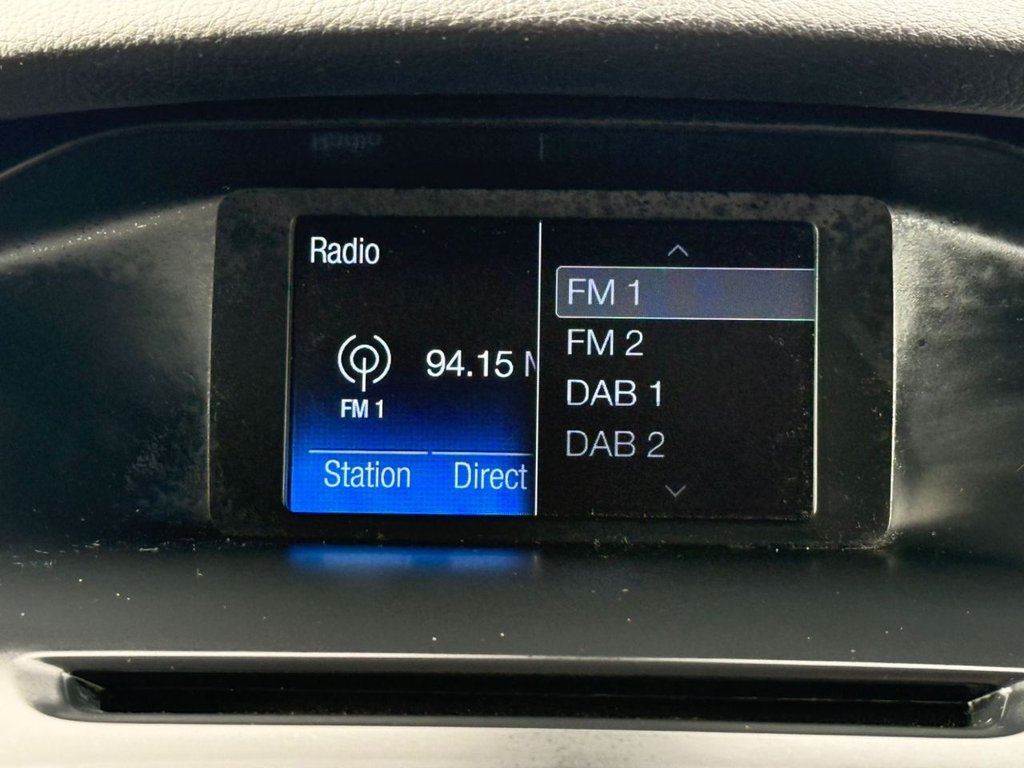 Radio
94.15
FM 1
Station Direct
FM 1
FM 2
DAB 1
DAB 2